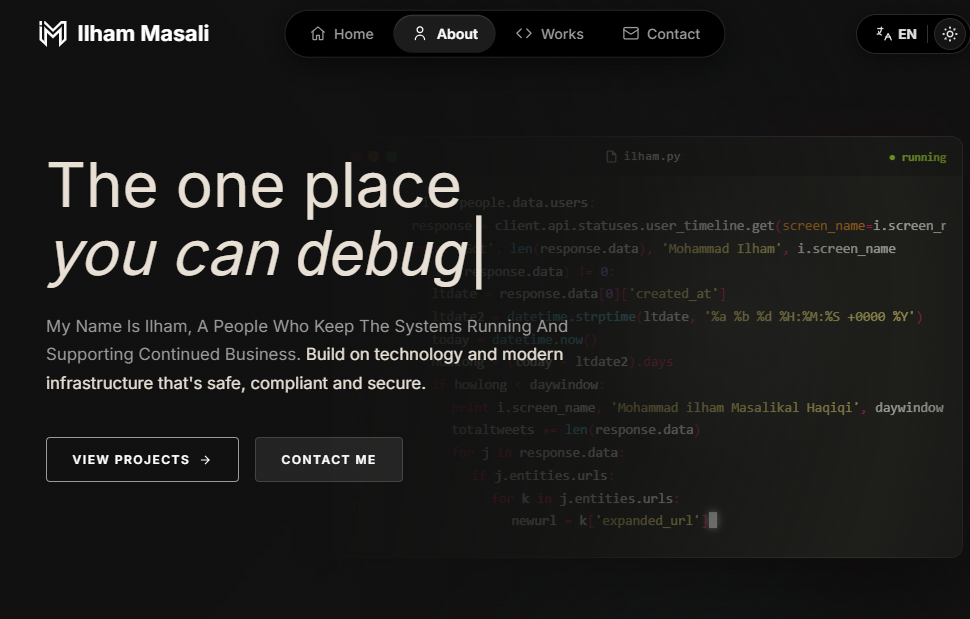 Ilham Masali
Home About Works Contact
EN
The one place
you can debug
My Name Is Ilham, A People Who Keep The Systems Running And
Supporting Continued Business. Build on technology and modern
infrastructure that's safe, compliant and secure.
VIEW PROJECTS →
CONTACT ME
ilham.py
● running
people.data.users:
response = client.api.statuses.user_timeline.get(screen_name=i.screen_r
len(response.data), 'Mohammad Ilham', i.screen_name
response.data) != 0:
ltdate = response.data[0]['created_at']
ltdate2 = datetime.strptime(ltdate, '%a %b %d %H:%M:%S +0000 %Y')
today = datetime.now()
howlong = (today - ltdate2).days
if howlong < daywindow:
print i.screen_name, 'Mohammad ilham Masalikal Haqiqi', daywindow
totaltweets += len(response.data)
for j in response.data:
if j.entities.urls:
for k in j.entities.urls:
newurl = k['expanded_url']